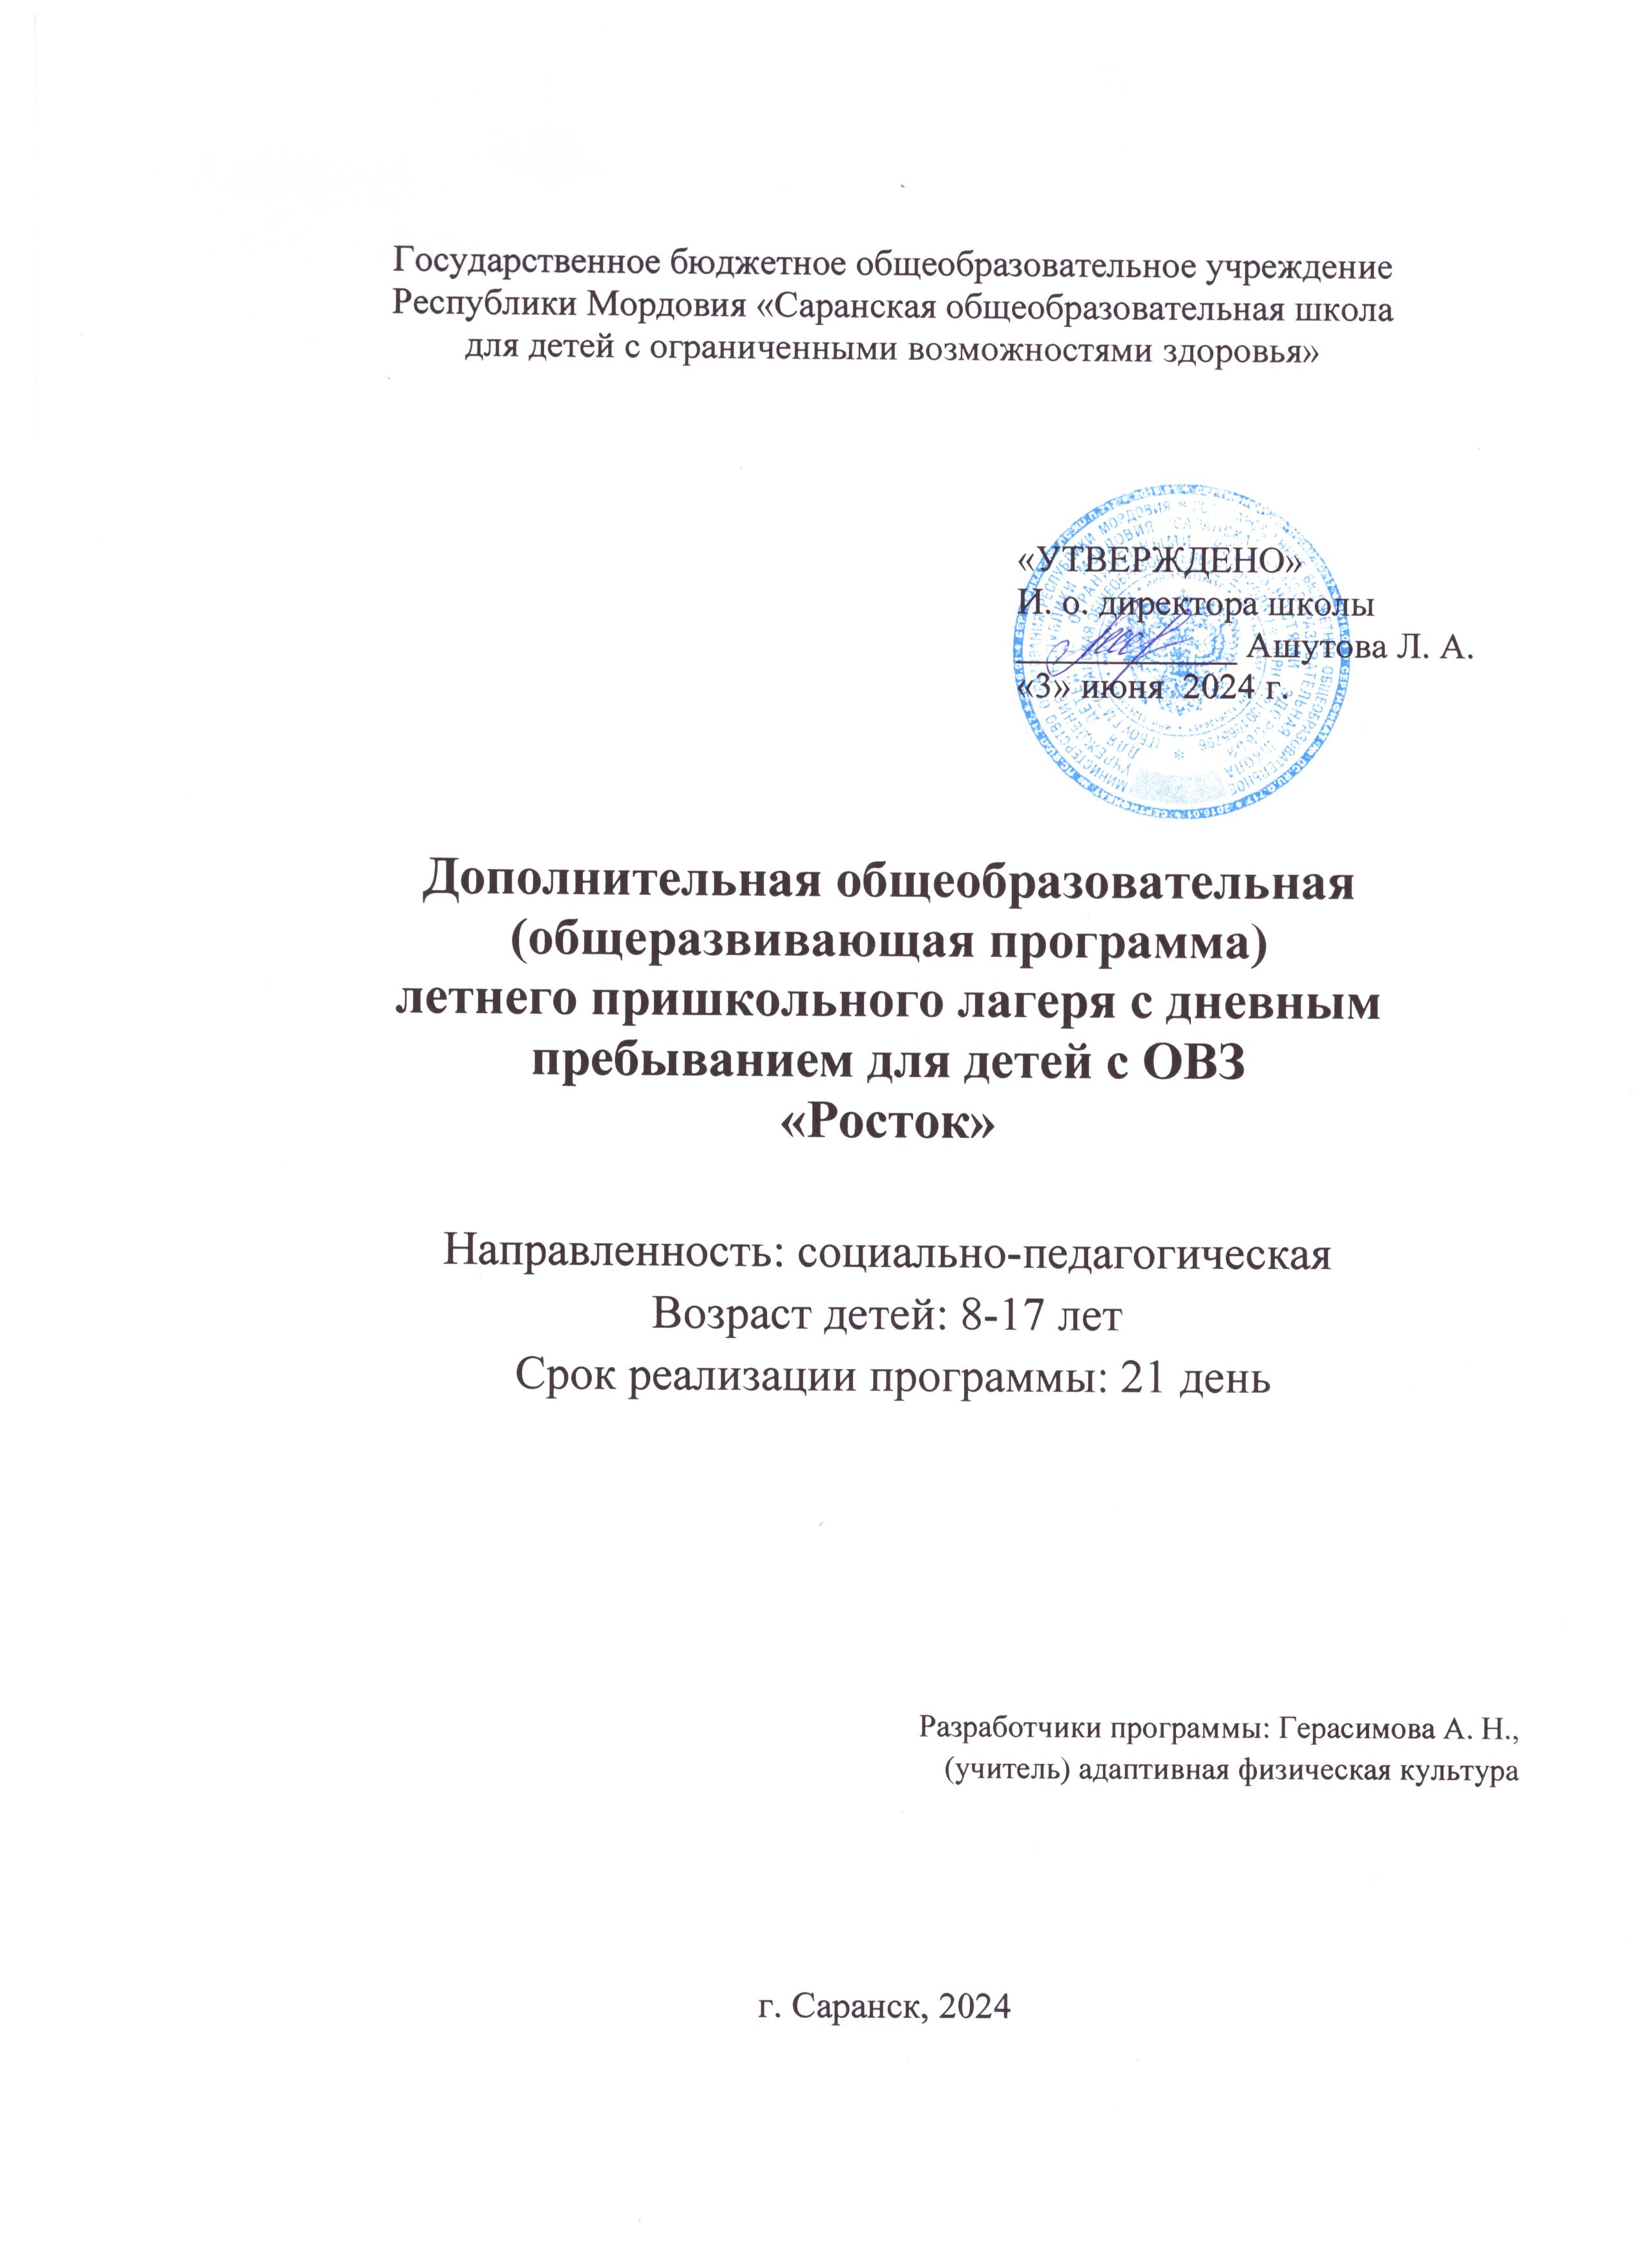 Государственное бюджетное общеобразовательное учреждение
Республики Мордовия «Саранская общеобразовательная школа
для детей с ограниченными возможностями здоровья»
«УТВЕРЖДЕНО»
И. о. директора школы
Ашутова Л. А.
«3» июня 2024 г.
Дополнительная общеобразовательная
(общеразвивающая программа)
летнего пришкольного лагеря с дневным
пребыванием для детей с ОВЗ
«Росток»
Направленность: социально-педагогическая
Возраст детей: 8-17 лет
Срок реализации программы: 21 день
Разработчики программы: Герасимова А. Н.,
(учитель) адаптивная физическая культура
г. Саранск, 2024